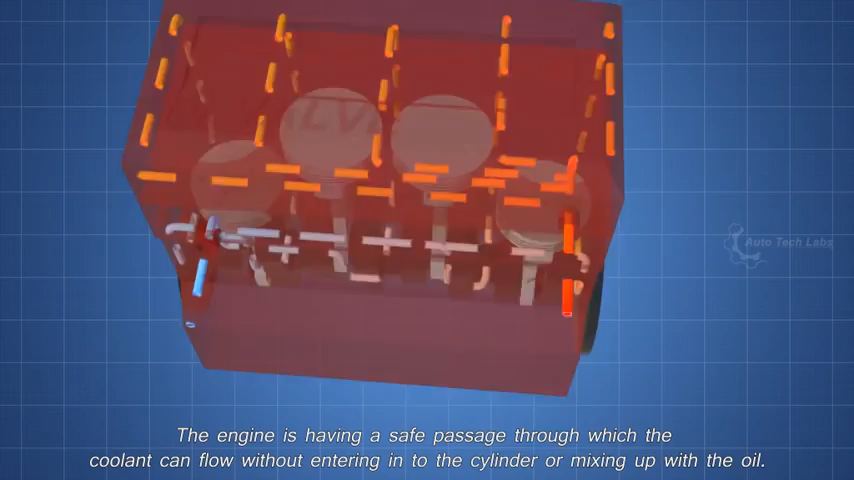 Auto Tech Labs
The engine is having a safe passage through which the
coolant can flow without entering in to the cylinder or mixing up with the oil.